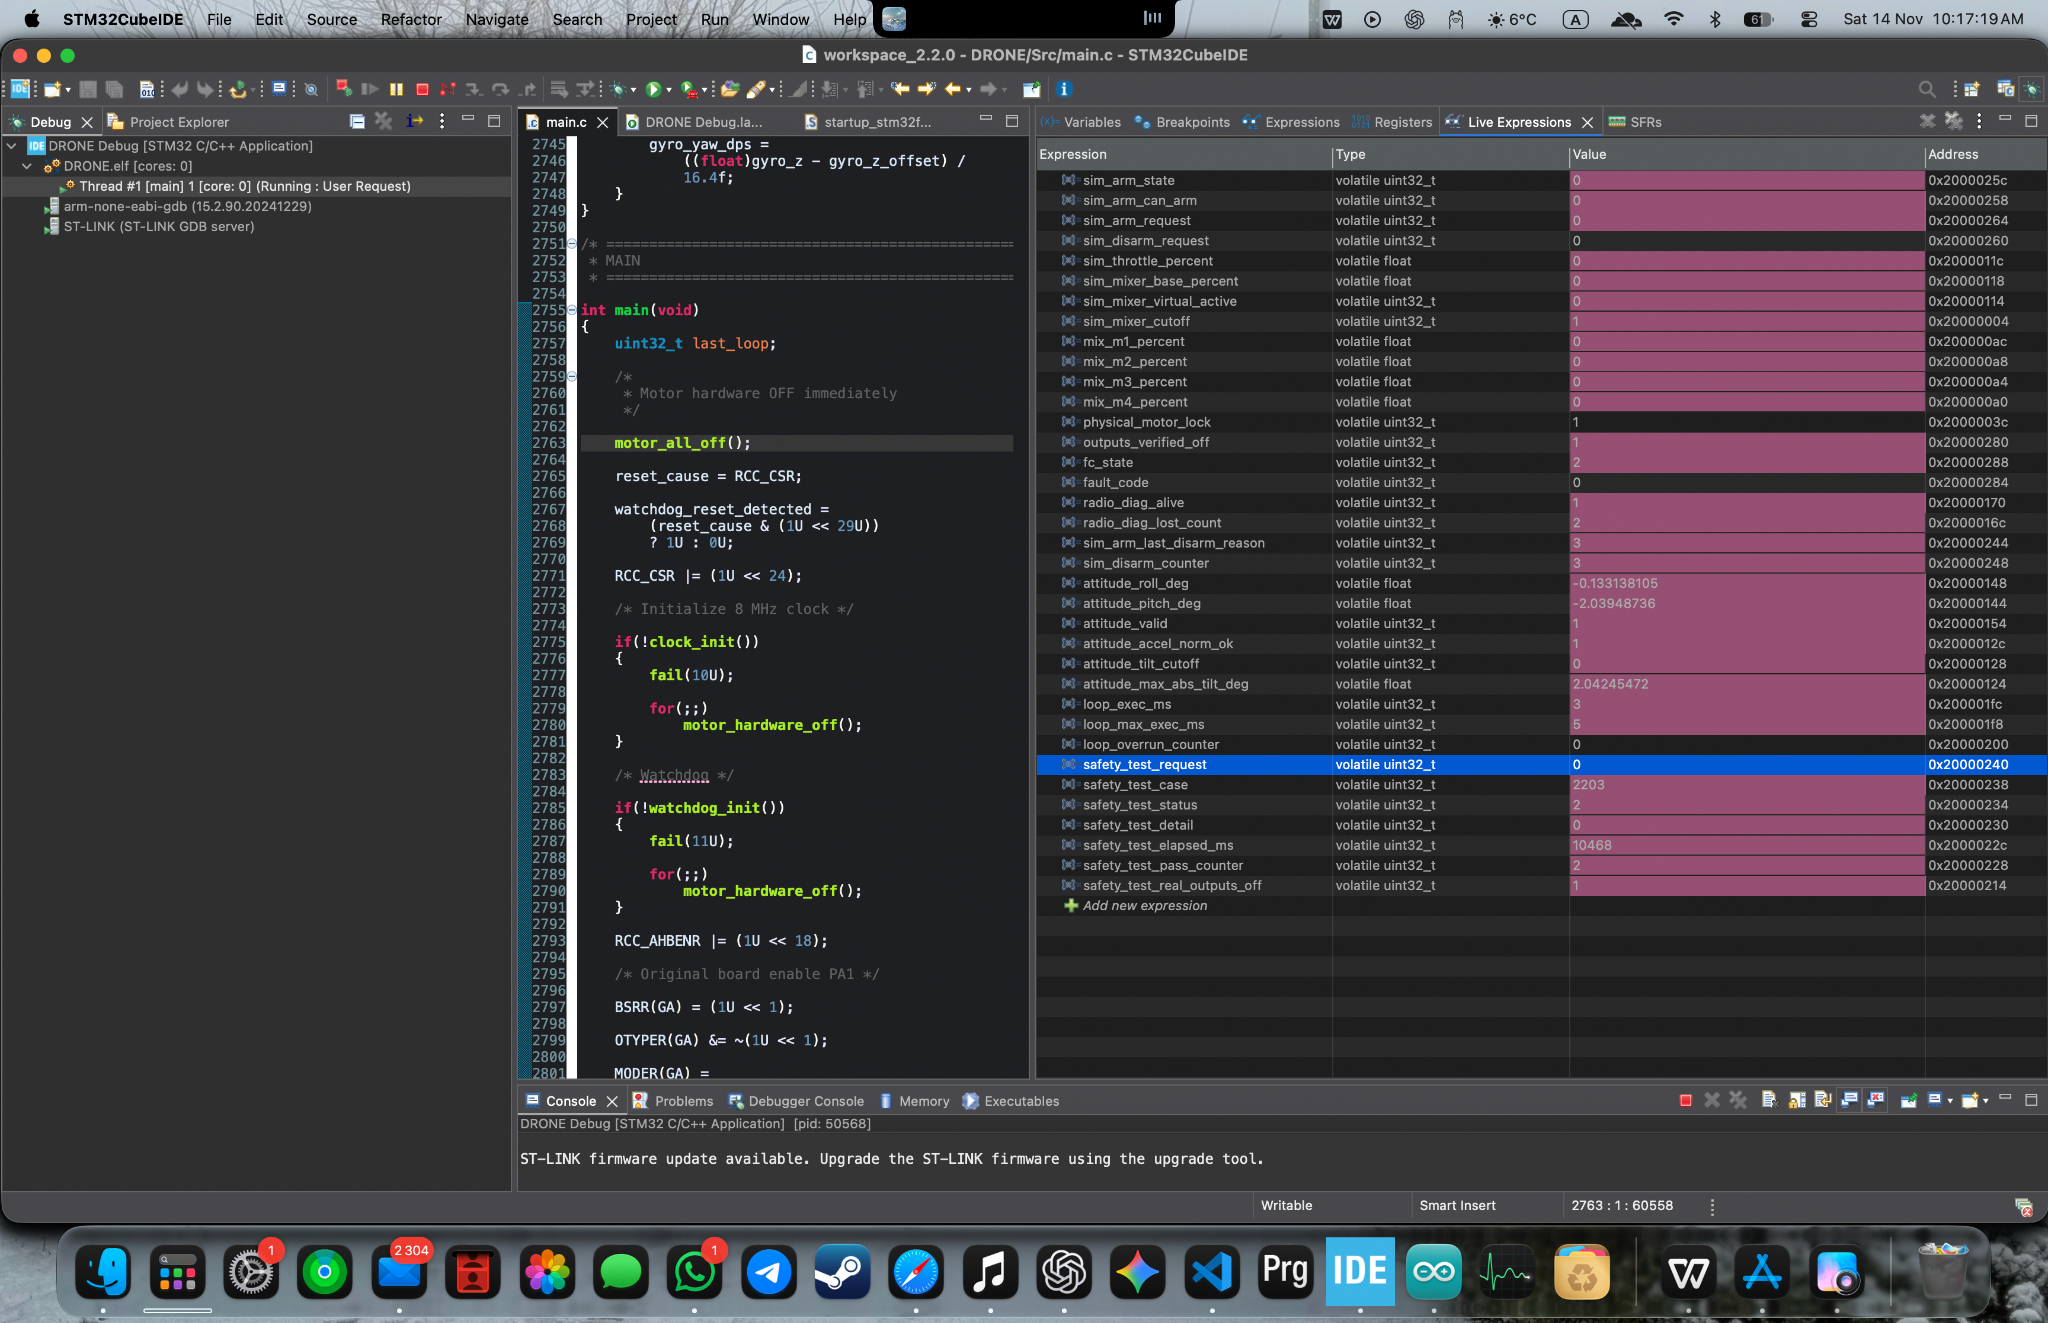 STM32CubeIDE File Edit Source Refactor Navigate Search Project Run Window Help 6°C A 61 Sat 14 Nov 10:17:19 AM
workspace_2.2.0 - DRONE/Src/main.c - STM32CubeIDE
Debug Project Explorer
DRONE Debug [STM32 C/C++ Application]
DRONE.elf [cores: 0]
Thread #1 [main] 1 [core: 0] (Running : User Request)
arm-none-eabi-gdb (15.2.90.20241229)
ST-LINK (ST-LINK GDB server)
main.c DRONE Debug.la... startup_stm32f...
2745 gyro_yaw_dps =
2746 ((float)gyro_z - gyro_z_offset) /
2747 16.4f;
2748 }
2749 }
2750
2751 /* ================================================
2752 * MAIN
2753 * ================================================
2754
2755 int main(void)
2756 {
2757 uint32_t last_loop;
2758
2759 /*
2760 * Motor hardware OFF immediately
2761 */
2762
2763 motor_all_off();
2764
2765 reset_cause = RCC_CSR;
2766
2767 watchdog_reset_detected =
2768 (reset_cause & (1U << 29U))
2769 ? 1U : 0U;
2770
2771 RCC_CSR |= (1U << 24);
2772
2773 /* Initialize 8 MHz clock */
2774
2775 if(!clock_init())
2776 {
2777 fail(10U);
2778
2779 for(;;)
2780 motor_hardware_off();
2781 }
2782
2783 /* Watchdog */
2784
2785 if(!watchdog_init())
2786 {
2787 fail(11U);
2788
2789 for(;;)
2790 motor_hardware_off();
2791 }
2792
2793 RCC_AHBENR |= (1U << 18);
2794
2795 /* Original board enable PA1 */
2796
2797 BSRR(GA) = (1U << 1);
2798
2799 OTYPER(GA) &= ~(1U << 1);
2800
2801 MODER(GA) =
Variables Breakpoints Expressions Registers Live Expressions SFRs
Expression Type Value Address
sim_arm_state volatile uint32_t 0 0x2000025c
sim_arm_can_arm volatile uint32_t 0 0x20000258
sim_arm_request volatile uint32_t 0 0x20000264
sim_disarm_request volatile uint32_t 0 0x20000260
sim_throttle_percent volatile float 0 0x2000011c
sim_mixer_base_percent volatile float 0 0x20000118
sim_mixer_virtual_active volatile uint32_t 0 0x20000114
sim_mixer_cutoff volatile uint32_t 1 0x20000004
mix_m1_percent volatile float 0 0x200000ac
mix_m2_percent volatile float 0 0x200000a8
mix_m3_percent volatile float 0 0x200000a4
mix_m4_percent volatile float 0 0x200000a0
physical_motor_lock volatile uint32_t 1 0x2000003c
outputs_verified_off volatile uint32_t 1 0x20000280
fc_state volatile uint32_t 2 0x20000288
fault_code volatile uint32_t 0 0x20000284
radio_diag_alive volatile uint32_t 1 0x20000170
radio_diag_lost_count volatile uint32_t 2 0x2000016c
sim_arm_last_disarm_reason volatile uint32_t 3 0x20000244
sim_disarm_counter volatile uint32_t 3 0x20000248
attitude_roll_deg volatile float -0.133138105 0x20000148
attitude_pitch_deg volatile float -2.03948736 0x20000144
attitude_valid volatile uint32_t 1 0x20000154
attitude_accel_norm_ok volatile uint32_t 1 0x2000012c
attitude_tilt_cutoff volatile uint32_t 0 0x20000128
attitude_max_abs_tilt_deg volatile float 2.04245472 0x20000124
loop_exec_ms volatile uint32_t 3 0x200001fc
loop_max_exec_ms volatile uint32_t 5 0x200001f8
loop_overrun_counter volatile uint32_t 0 0x20000200
safety_test_request volatile uint32_t 0 0x20000240
safety_test_case volatile uint32_t 2203 0x20000238
safety_test_status volatile uint32_t 2 0x20000234
safety_test_detail volatile uint32_t 0 0x20000230
safety_test_elapsed_ms volatile uint32_t 10468 0x2000022c
safety_test_pass_counter volatile uint32_t 2 0x20000228
safety_test_real_outputs_off volatile uint32_t 1 0x20000214
Add new expression
Console Problems Debugger Console Memory Executables
DRONE Debug [STM32 C/C++ Application] [pid: 50568]
ST-LINK firmware update available. Upgrade the ST-LINK firmware using the upgrade tool.
Writable Smart Insert 2763 : 1 : 60558
1 2 304 1 Prg IDE